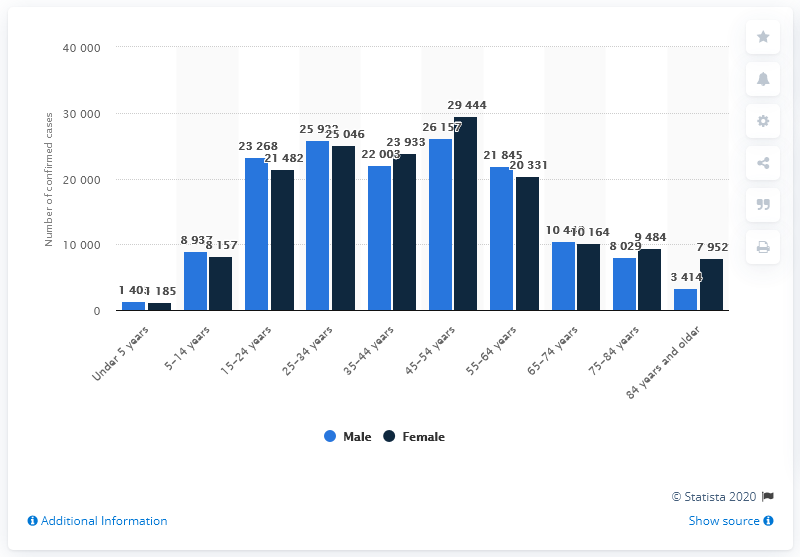 40 000
30 000
20 000
10 000
0
Number of confirmed cases
1
1 185
8 937
8 157
23 268
21 482
25
25 046
22 003
23 933
26 157
29 444
21 845
20 331
10
10 164
8 029
9 484
3 414
7 952
Under 5 years
5–14 years
15–24 years
25–34 years
35–44 years
45–54 years
55–64 years
65–74 years
75–84 years
84 years and older
Male
Female
© Statista 2020
Additional Information
Show source